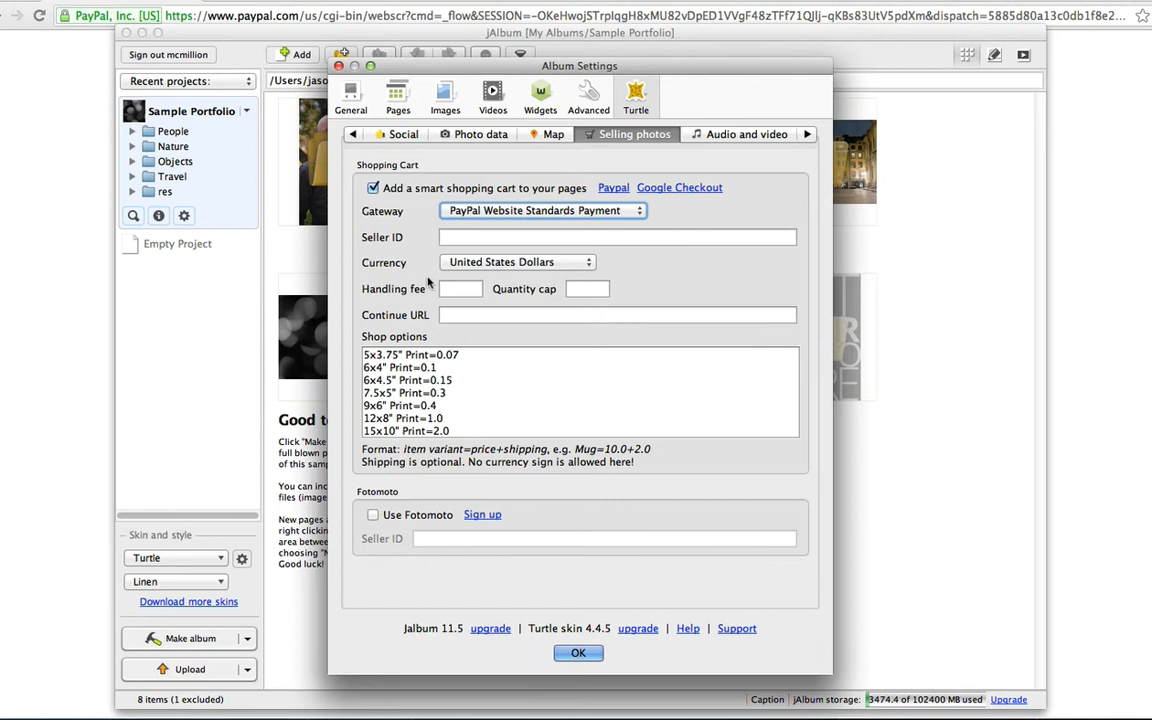 PayPal, Inc. [US] https://www.paypal.com/us/cgi-bin/webscr?cmd=_flow&SESSION=
jAlbum [My Albums/Sample Portfolio]
Sign out mcmillion
Add
Recent projects:
/Users/jaso
Sample Portfolio
People
Nature
Objects
Travel
res
Empty Project
Album Settings
General Pages Images Videos Widgets Advanced Turtle
Social Photo data Map Selling photos Audio and video
Shopping Cart
Add a smart shopping cart to your pages Paypal Google Checkout
Gateway PayPal Website Standards Payment
Seller ID
Currency United States Dollars
Handling fee Quantity cap
Continue URL
Shop options
5x3.75" Print=0.07
6x4" Print=0.1
6x4.5" Print=0.15
7.5x5" Print=0.3
9x6" Print=0.4
12x8" Print=1.0
15x10" Print=2.0
Format: item variant=price+shipping, e.g. Mug=10.0+2.0
Shipping is optional. No currency sign is allowed here!
Fotomoto
Use Fotomoto Sign up
Seller ID
Jalbum 11.5 upgrade | Turtle skin 4.4.5 upgrade | Help | Support
OK
Good to
Click "Make
full blown p
of this samp
You can inc
files (image
New pages a
right clickin
area betwee
choosing "N
Good luck!
Skin and style
Turtle
Linen
Download more skins
Make album
Upload
8 items (1 excluded)
Caption jAlbum storage: 3474.4 of 102400 MB used Upgrade